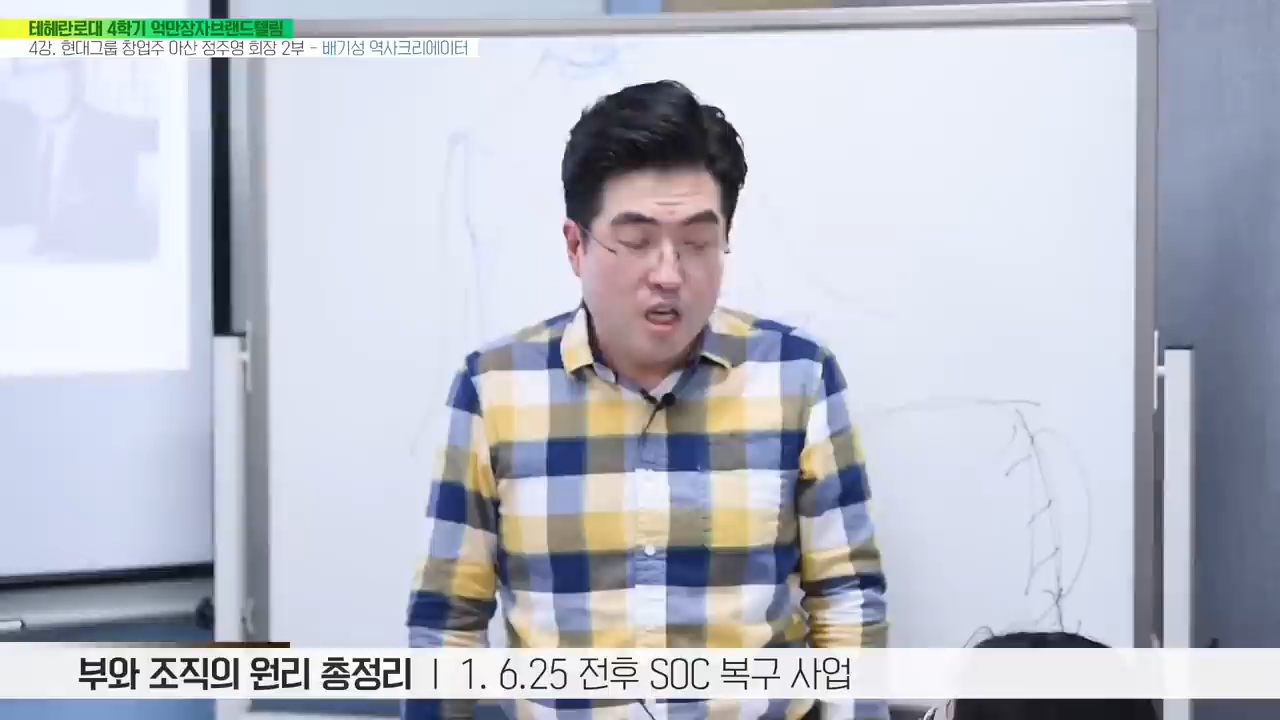 테헤란로대 4학기 억만장자브랜드텔링
4강. 현대그룹 창업주 아산 정주영 회장 2부 - 배기성 역사크리에이터
부와 조직의 원리 총정리 | 1. 6.25 전후 SOC 복구 사업